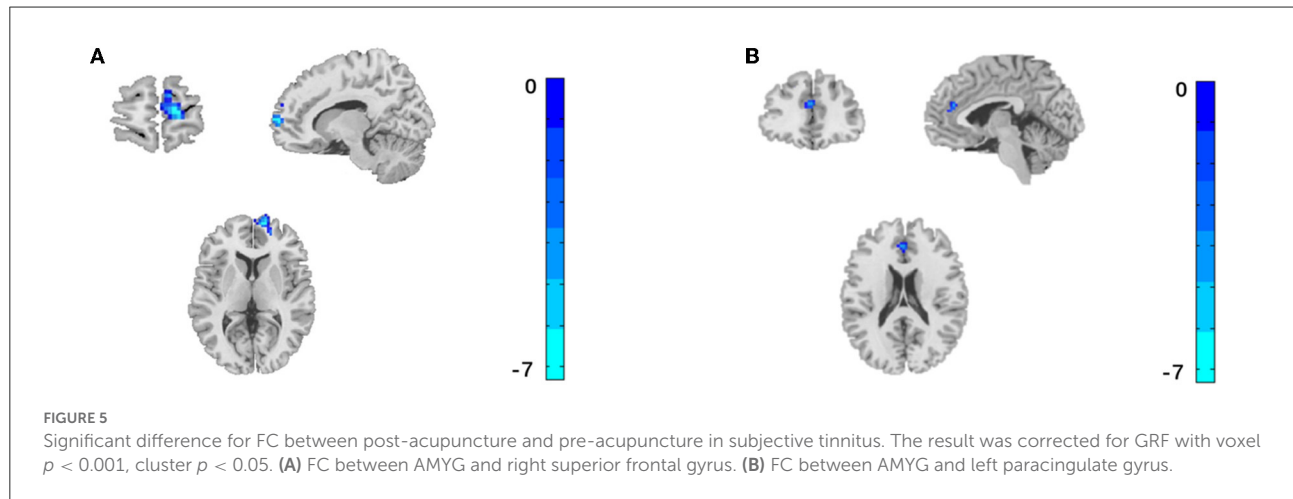 A
B
0
-7
0
-7
FIGURE 5
Significant difference for FC between post-acupuncture and pre-acupuncture in subjective tinnitus. The result was corrected for GRF with voxel
p < 0.001, cluster p < 0.05. (A) FC between AMYG and right superior frontal gyrus. (B) FC between AMYG and left paracingulate gyrus.